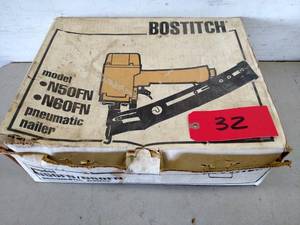 BOSTITCH
model
•N50FN
•N60FN
pneumatic
nailer
32